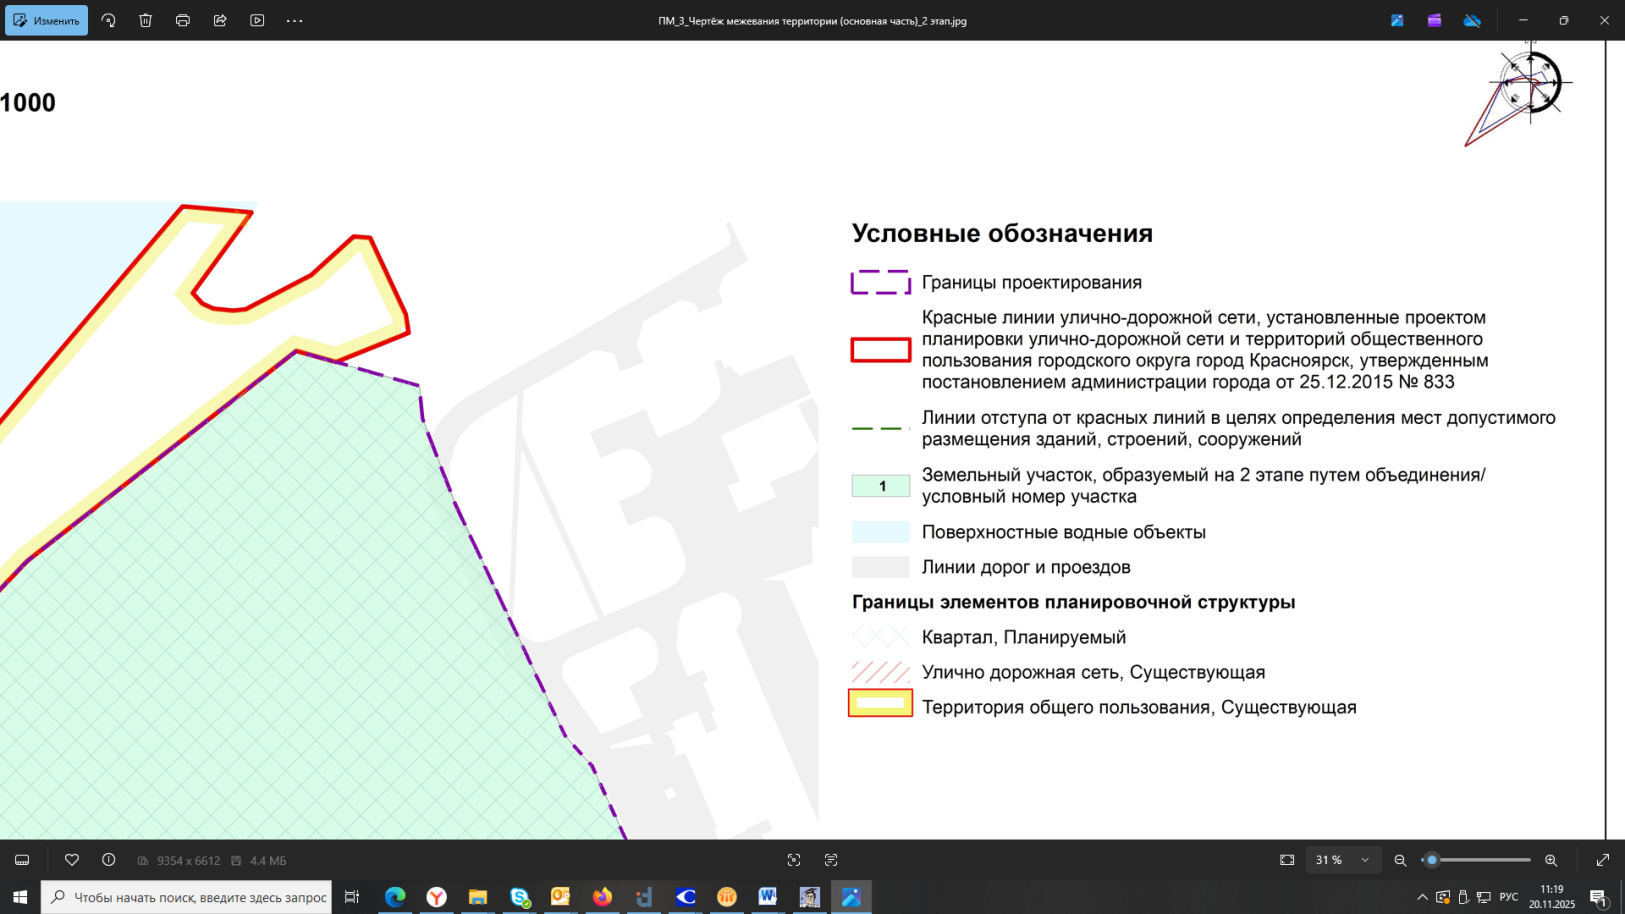 Изменить
ПМ_3_Чертёж межевания территории (основная часть)_2 этап.jpg
1000
Условные обозначения
Границы проектирования
Красные линии улично-дорожной сети, установленные проектом
планировки улично-дорожной сети и территорий общественного
пользования городского округа город Красноярск, утвержденным
постановлением администрации города от 25.12.2015 № 833
Линии отступа от красных линий в целях определения мест допустимого
размещения зданий, строений, сооружений
1
Земельный участок, образуемый на 2 этапе путем объединения/
условный номер участка
Поверхностные водные объекты
Линии дорог и проездов
Границы элементов планировочной структуры
Квартал, Планируемый
Улично дорожная сеть, Существующая
Территория общего пользования, Существующая
9354 x 6612
4.4 МБ
31 %
Чтобы начать поиск, введите здесь запрос
РУС
11:19
20.11.2025
1